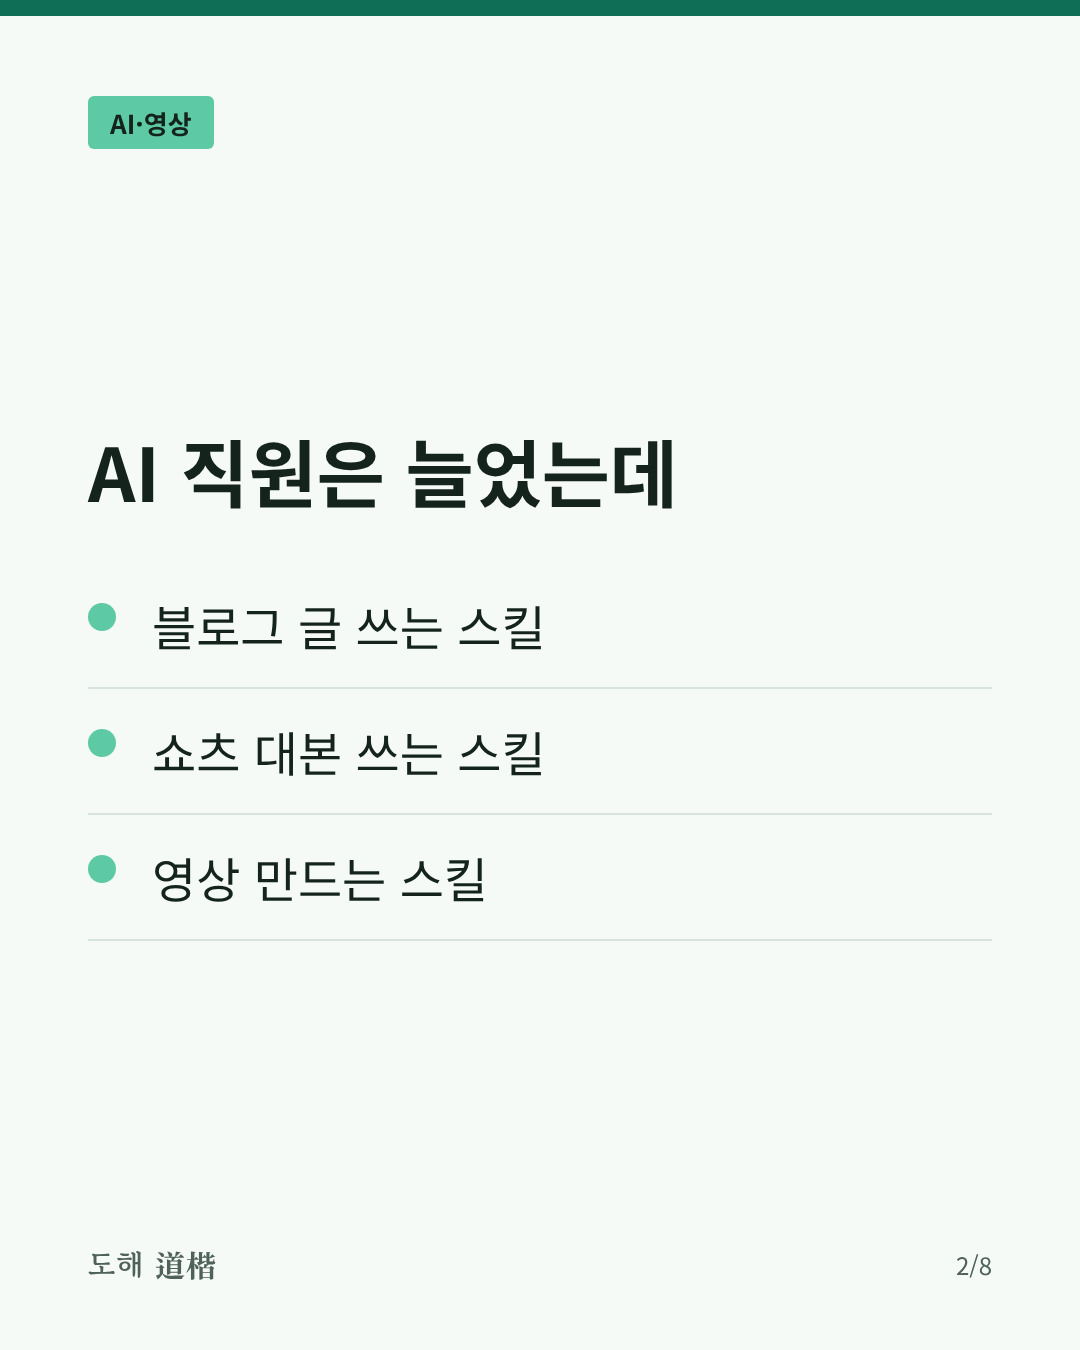 AI·영상
AI 직원은 늘었는데
블로그 글 쓰는 스킬
쇼츠 대본 쓰는 스킬
영상 만드는 스킬
도해 道楷
2/8